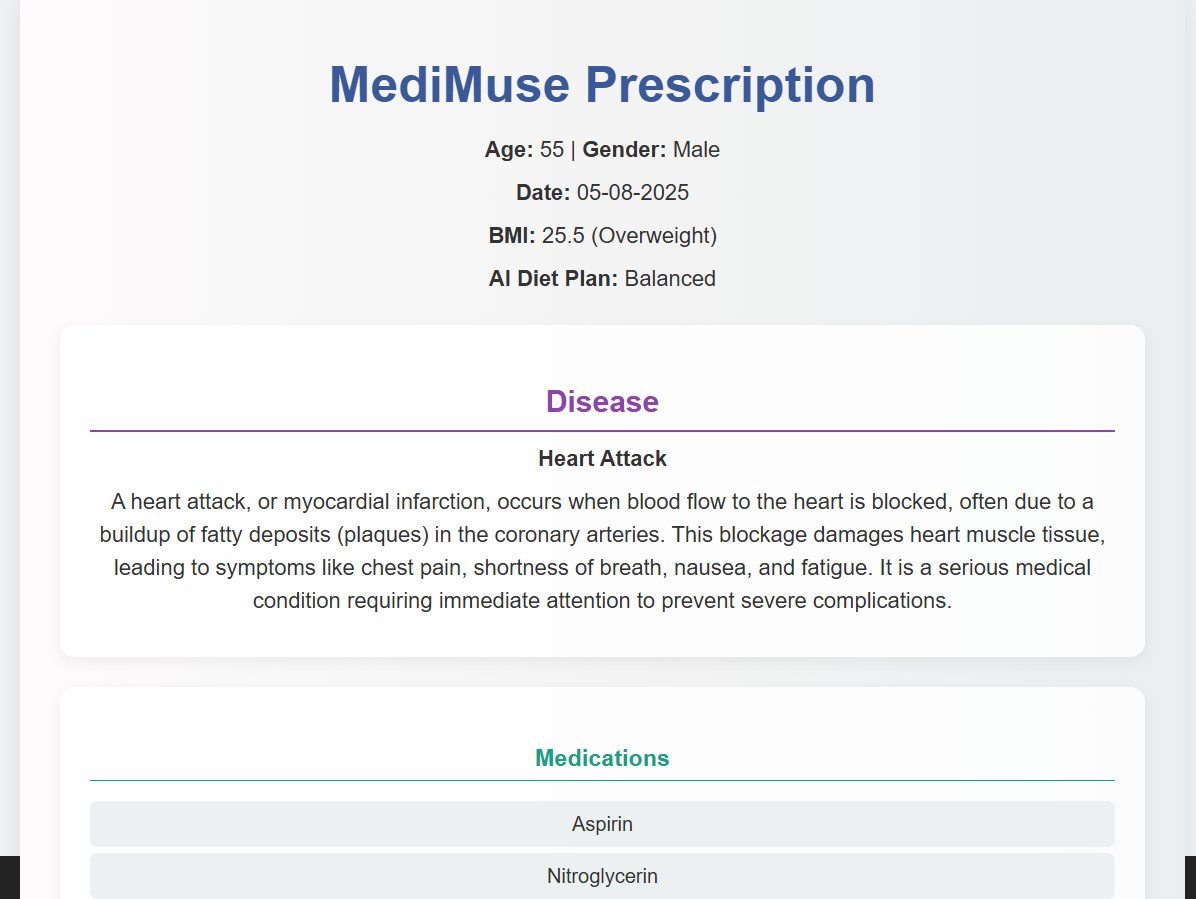 MediMuse Prescription
Age: 55 | Gender: Male
Date: 05-08-2025
BMI: 25.5 (Overweight)
AI Diet Plan: Balanced
Disease
Heart Attack
A heart attack, or myocardial infarction, occurs when blood flow to the heart is blocked, often due to a
buildup of fatty deposits (plaques) in the coronary arteries. This blockage damages heart muscle tissue,
leading to symptoms like chest pain, shortness of breath, nausea, and fatigue. It is a serious medical
condition requiring immediate attention to prevent severe complications.
Medications
Aspirin
Nitroglycerin